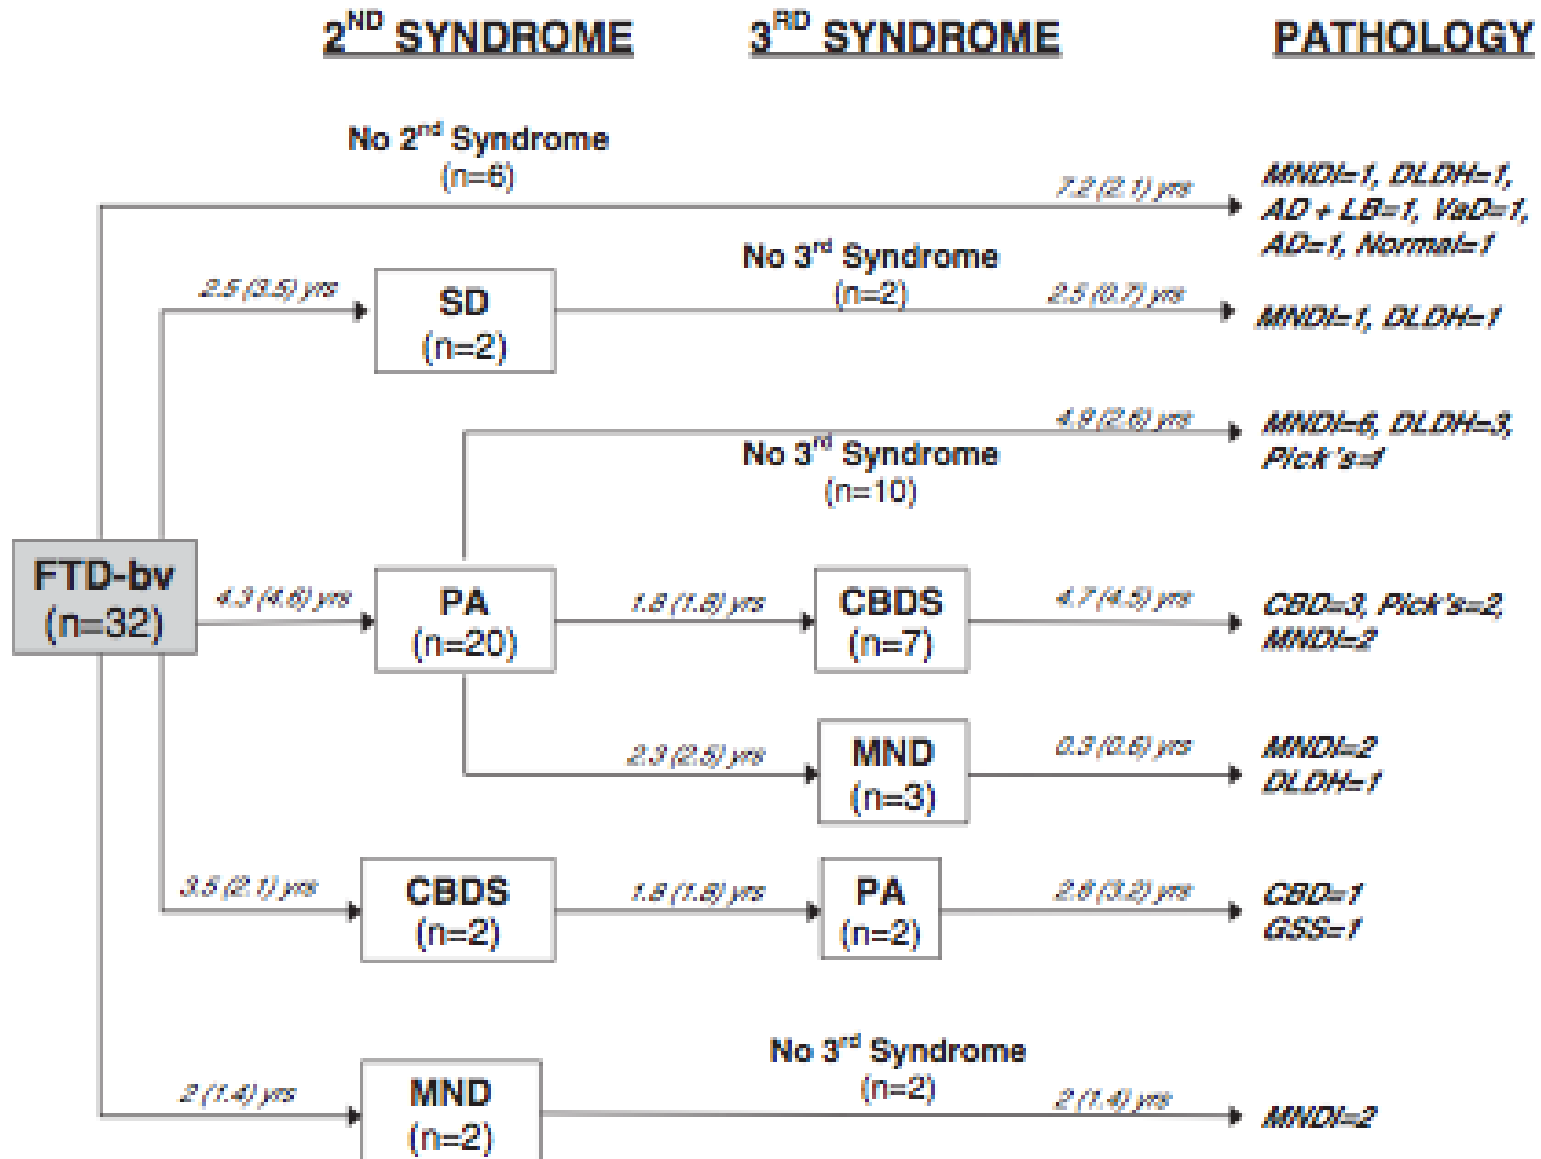 2ND SYNDROME
3RD SYNDROME
PATHOLOGY
No 2nd Syndrome
(n=6)
7.2 (2.1) yrs
MNDI=1, DLDH=1,
AD + LB=1, VaD=1,
AD=1, Normal=1
2.5 (3.5) yrs
SD
(n=2)
No 3rd Syndrome
(n=2)
2.5 (0.7) yrs
MNDI=1, DLDH=1
4.9 (2.6) yrs
No 3rd Syndrome
(n=10)
MNDI=6, DLDH=3,
Pick's=1
FTD-bv
(n=32)
4.3 (4.6) yrs
PA
(n=20)
1.8 (1.8) yrs
CBDS
(n=7)
4.7 (4.5) yrs
CBD=3, Pick's=2,
MNDI=2
2.3 (2.5) yrs
MND
(n=3)
0.3 (0.6) yrs
MNDI=2
DLDH=1
3.5 (2.1) yrs
CBDS
(n=2)
1.8 (1.8) yrs
PA
(n=2)
2.8 (3.2) yrs
CBD=1
GSS=1
2 (1.4) yrs
MND
(n=2)
No 3rd Syndrome
(n=2)
2 (1.4) yrs
MNDI=2